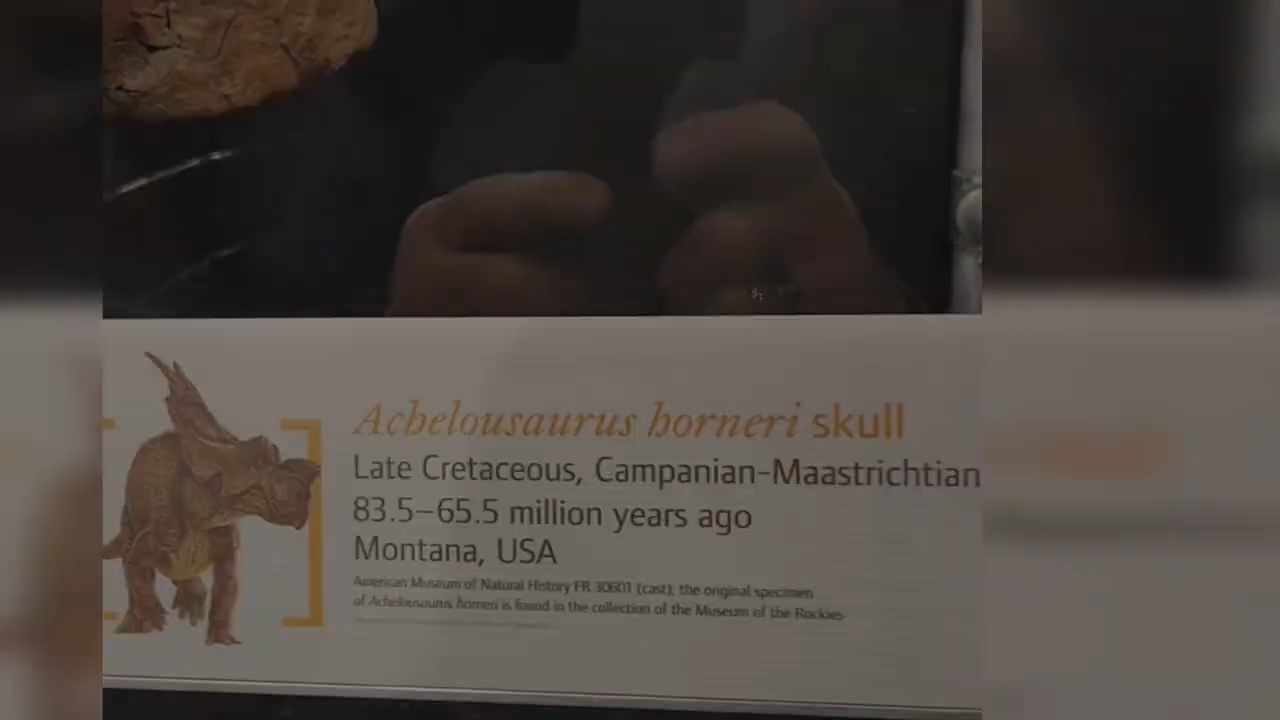 Achelousaurus horneri skull
Late Cretaceous, Campanian-Maastrichtian
83.5–65.5 million years ago
Montana, USA
American Museum of Natural History FR 30601 (cast); the original specimen
of Achelousaurus horneri is found in the collection of the Museum of the Rockies